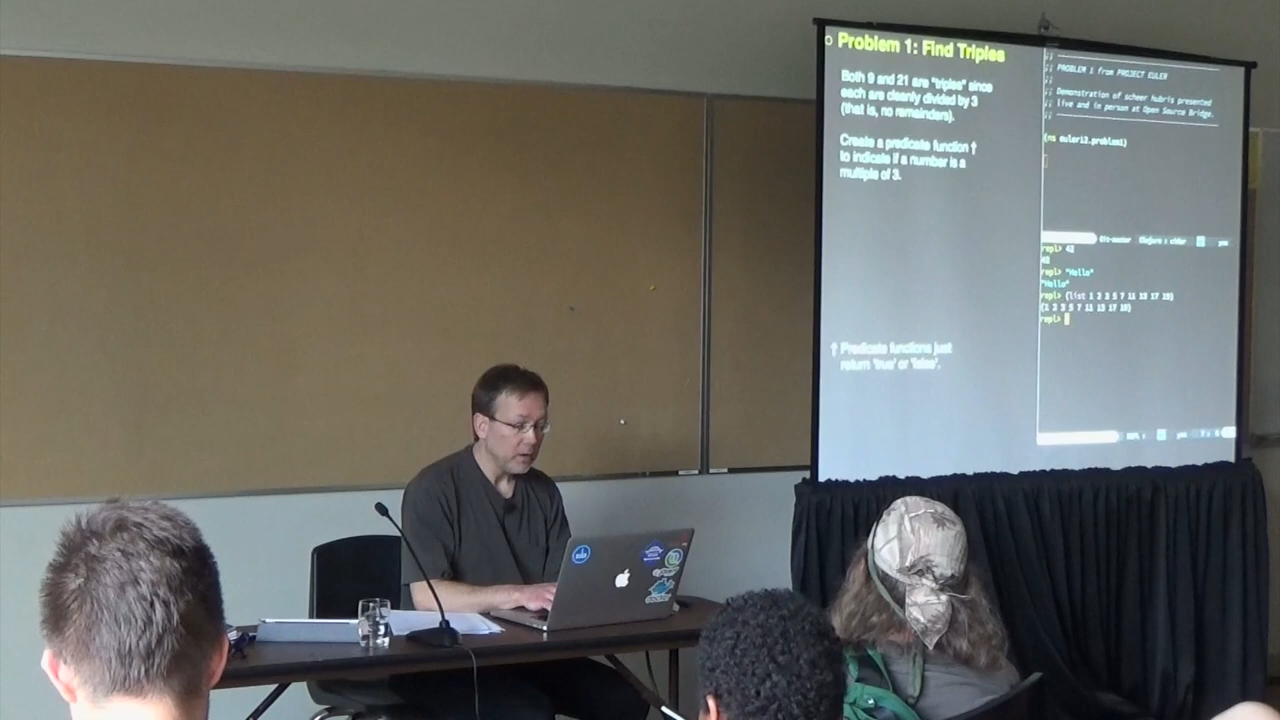 Problem 1: Find Triples
Both 9 and 21 are "triples" since
each are cleanly divided by 3
(that is, no remainders).
Create a predicate function †
to indicate if a number is a
multiple of 3.
† Predicate functions just
return 'true' or 'false'.
;;
;; PROBLEM 1 from PROJECT EULER
;;
;; Demonstration of scheer hubris presented
;; live and in person at Open Source Bridge.
;;
(ns euler12.problem1)
Git-master
repl> 42
42
repl> "Hello"
"Hello"
repl> (list 1 2 3 5 7 11 13 17 19)
(1 2 3 5 7 11 13 17 19)
repl>